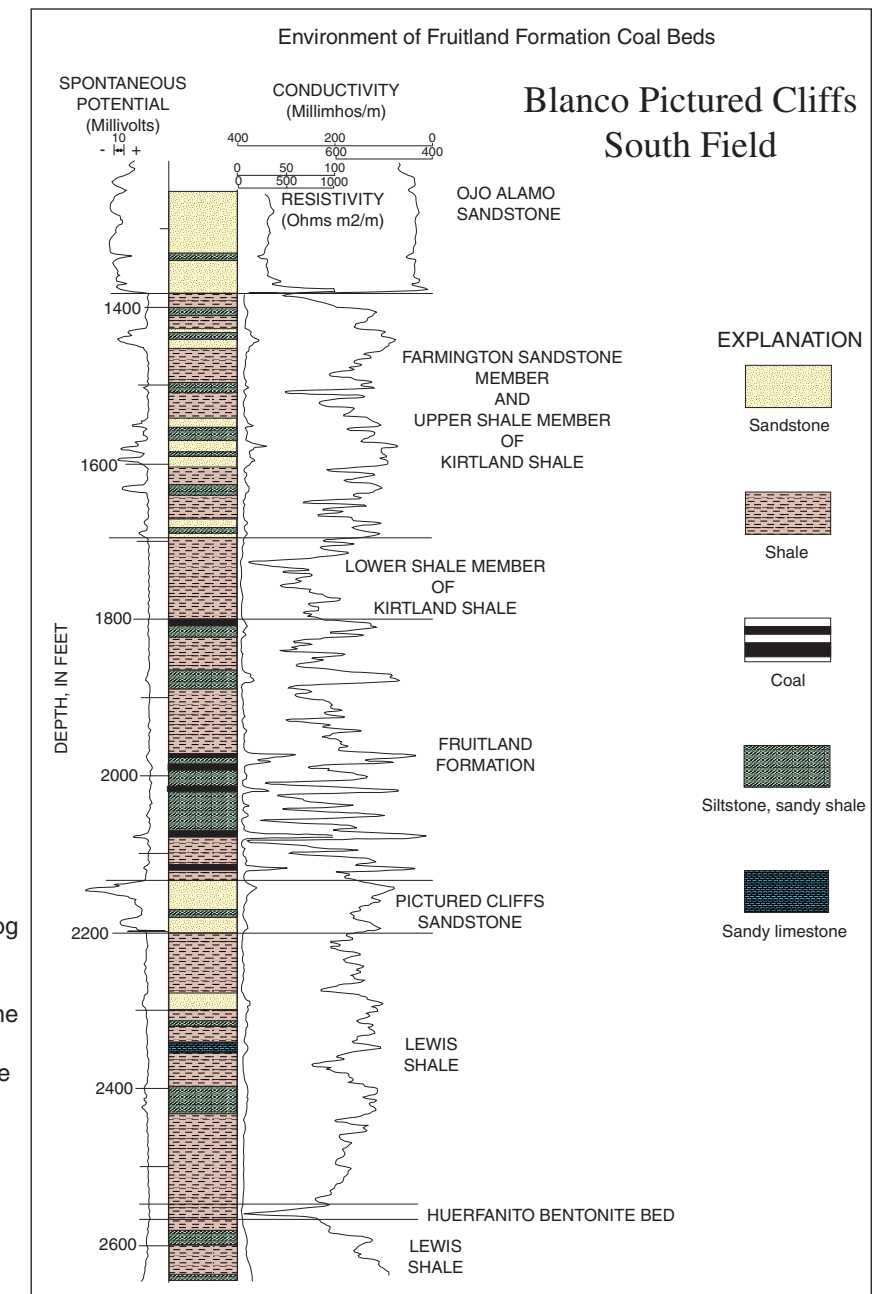 Environment of Fruitland Formation Coal Beds
Blanco Pictured Cliffs
South Field
SPONTANEOUS
POTENTIAL
(Millivolts)
10
- +
CONDUCTIVITY
(Millimhos/m)
400 200 0
600 400
0 50 100
0 500 1000
RESISTIVITY
(Ohms m2/m)
OJO ALAMO
SANDSTONE
1400
FARMINGTON SANDSTONE
MEMBER
AND
UPPER SHALE MEMBER
OF
KIRTLAND SHALE
1600
LOWER SHALE MEMBER
OF
KIRTLAND SHALE
1800
DEPTH, IN FEET
FRUITLAND
FORMATION
2000
PICTURED CLIFFS
SANDSTONE
2200
LEWIS
SHALE
2400
HUERFANITO BENTONITE BED
2600
LEWIS
SHALE
EXPLANATION
Sandstone
Shale
Coal
Siltstone, sandy shale
Sandy limestone